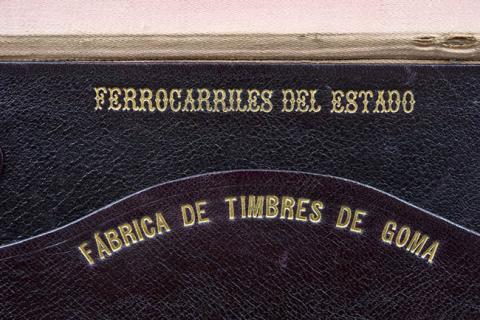 FERROCARRILES DEL ESTADO
FÁBRICA DE TIMBRES DE GOMA